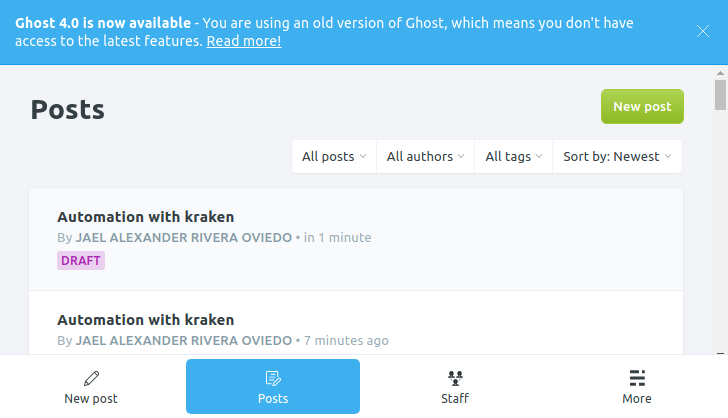 Ghost 4.0 is now available - You are using an old version of Ghost, which means you don't have
access to the latest features. Read more!
Posts
New post
All posts
All authors
All tags
Sort by: Newest
Automation with kraken
By JAEL ALEXANDER RIVERA OVIEDO • in 1 minute
DRAFT
Automation with kraken
By JAEL ALEXANDER RIVERA OVIEDO • 7 minutes ago
New post
Posts
Staff
More